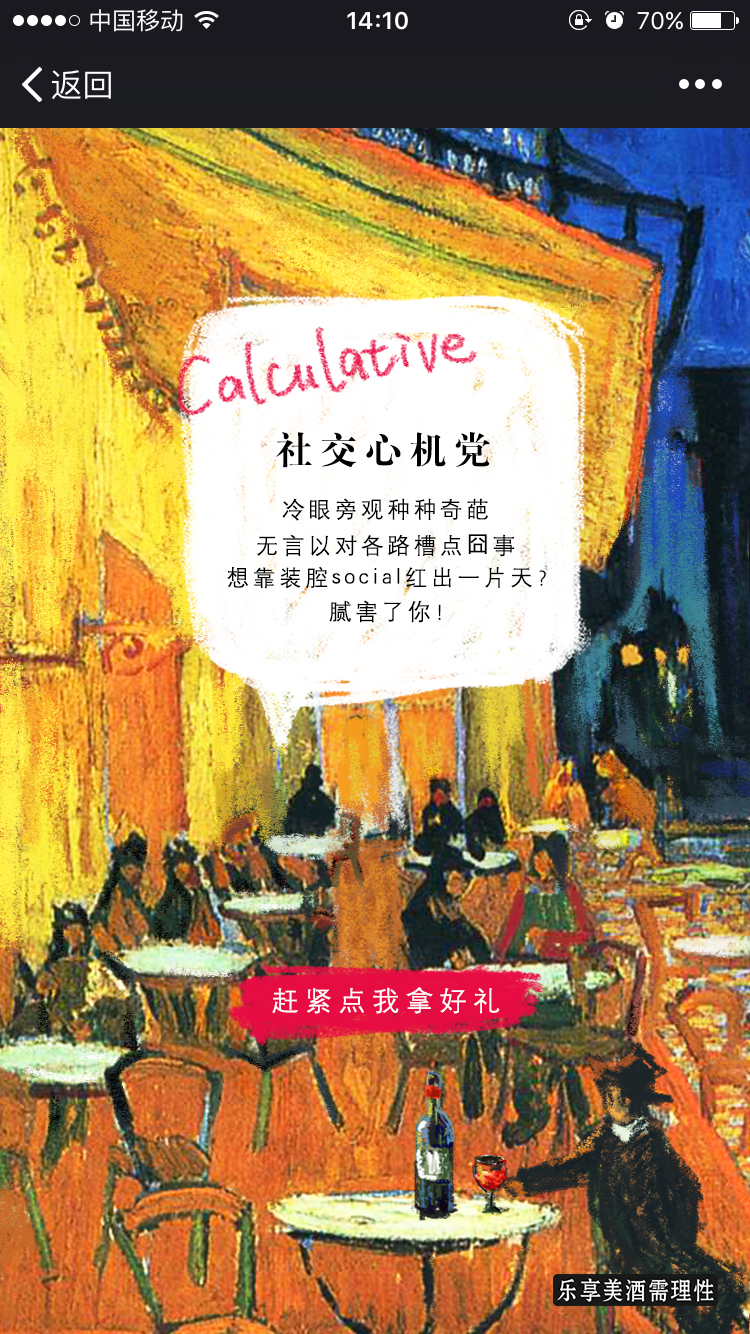 中国移动 14:10 70%
返回
Calculative
社交心机党
冷眼旁观种种奇葩
无言以对各路槽点囧事
想靠装腔social红出一片天?
腻害了你!
赶紧点我拿好礼
乐享美酒需理性